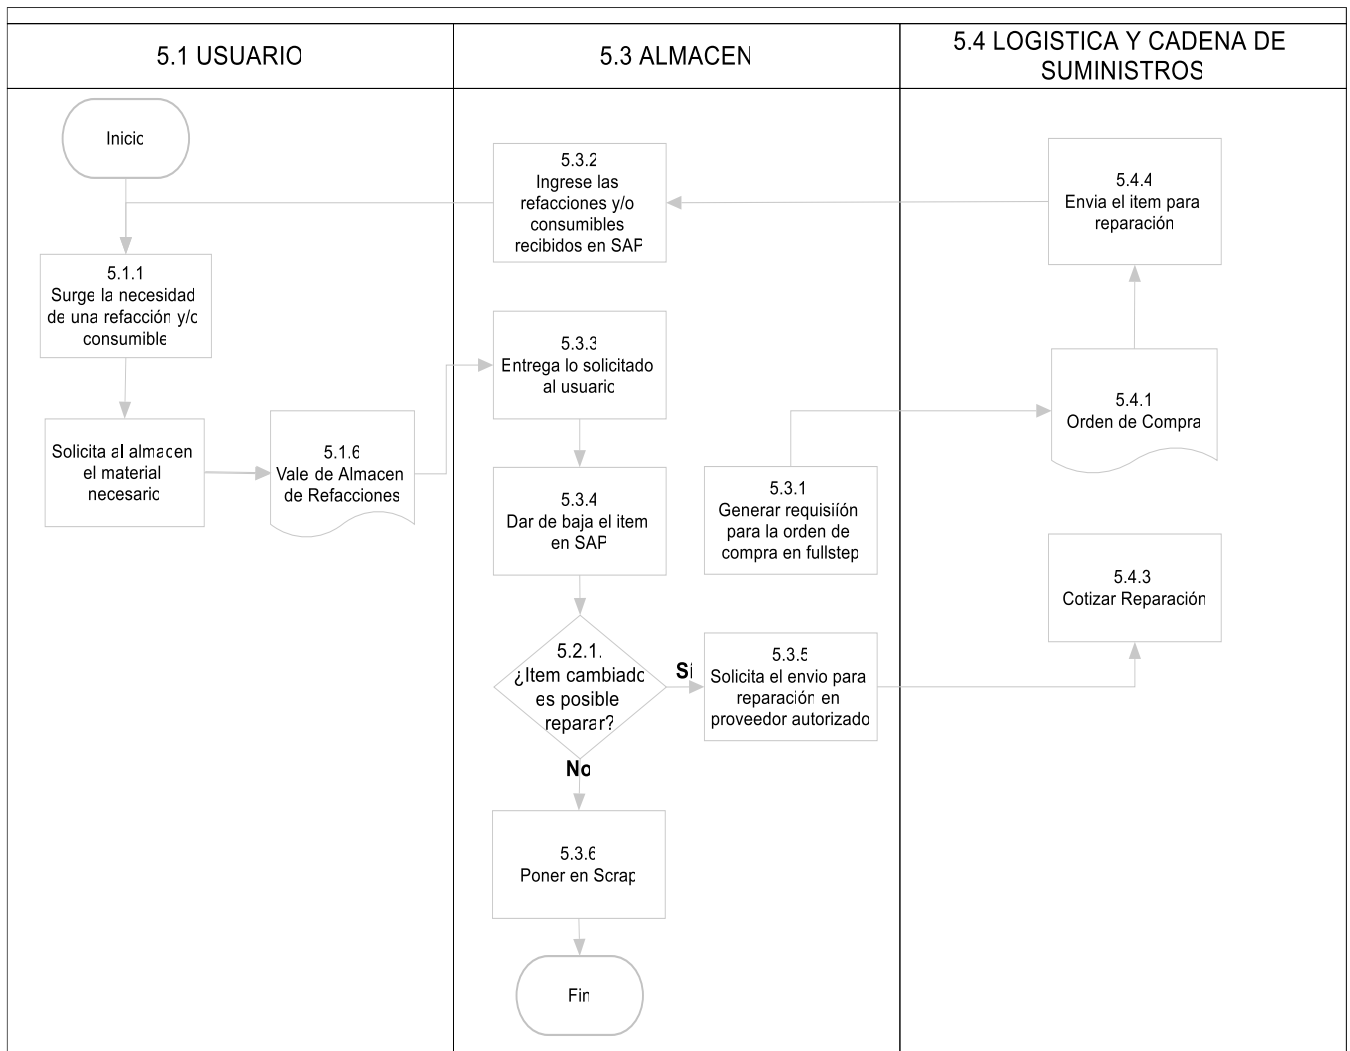 5.1 USUARIO
5.3 ALMACEN
5.4 LOGISTICA Y CADENA DE
SUMINISTROS
Inicio
5.1.1
Surge la necesidad
de una refacción y/o
consumible
Solicita al almacen
el material
necesario
5.1.6
Vale de Almacen
de Refacciones
5.3.2
Ingrese las
refacciones y/o
consumibles
recibidos en SAP
5.3.3
Entrega lo solicitado
al usuario
5.3.4
Dar de baja el item
en SAP
5.2.1.
¿Item cambiado
es posible
reparar?
Sí
No
5.3.6
Poner en Scrap
Fin
5.3.1
Generar requisiíón
para la orden de
compra en fullstep
5.3.5
Solicita el envio para
reparación en
proveedor autorizado
5.4.4
Envia el item para
reparación
5.4.1
Orden de Compra
5.4.3
Cotizar Reparación